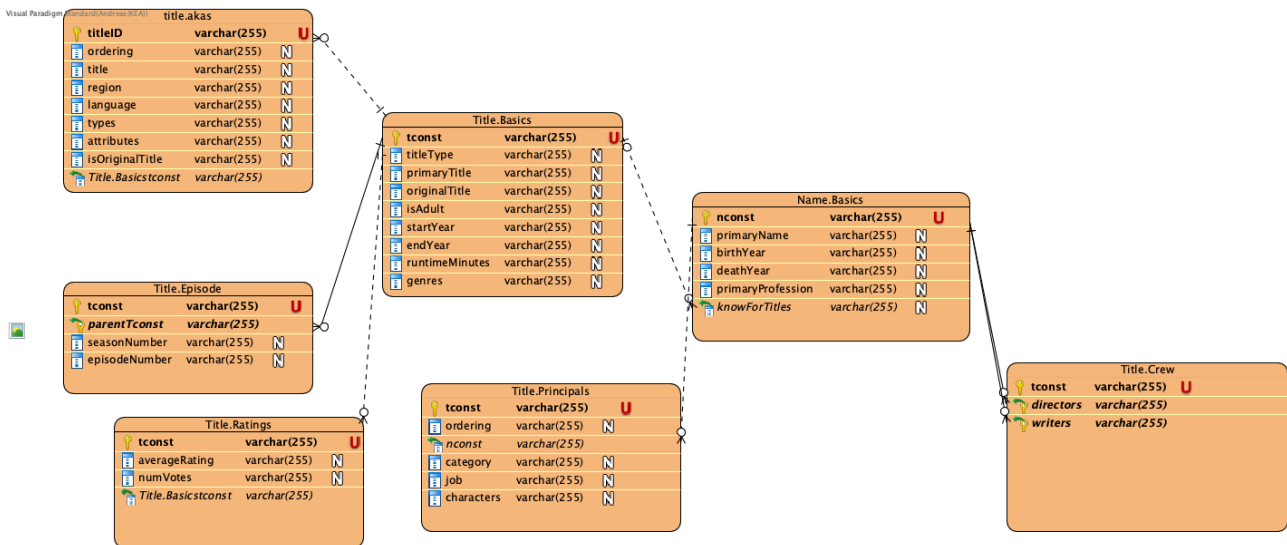 Visual Paradigm Standard(Andreas(KEA))
title.akas
titleID varchar(255) U
ordering varchar(255) N
title varchar(255) N
region varchar(255) N
language varchar(255) N
types varchar(255) N
attributes varchar(255) N
isOriginalTitle varchar(255) N
Title.Basicstconst varchar(255)
Title.Basics
tconst varchar(255) U
titleType varchar(255) N
primaryTitle varchar(255) N
originalTitle varchar(255) N
isAdult varchar(255) N
startYear varchar(255) N
endYear varchar(255) N
runtimeMinutes varchar(255) N
genres varchar(255) N
Name.Basics
nconst varchar(255) U
primaryName varchar(255) N
birthYear varchar(255) N
deathYear varchar(255) N
primaryProfession varchar(255) N
knowForTitles varchar(255) N
Title.Episode
tconst varchar(255) U
parentTconst varchar(255)
seasonNumber varchar(255) N
episodeNumber varchar(255) N
Title.Ratings
tconst varchar(255) U
averageRating varchar(255) N
numVotes varchar(255) N
Title.Basicstconst varchar(255)
Title.Principals
tconst varchar(255) U
ordering varchar(255) N
nconst varchar(255)
category varchar(255) N
job varchar(255) N
characters varchar(255) N
Title.Crew
tconst varchar(255) U
directors varchar(255)
writers varchar(255)